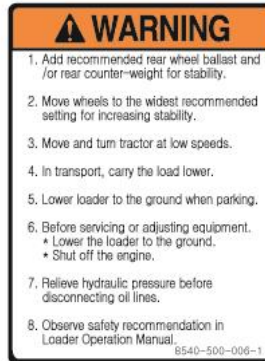 WARNING
1. Add recommended rear wheel ballast and
/or rear counter-weight for stability.
2. Move wheels to the widest recommended
setting for increasing stability.
3. Move and turn tractor at low speeds.
4. In transport, carry the load lower.
5. Lower loader to the ground when parking.
6. Before servicing or adjusting equipment.
* Lower the loader to the ground.
* Shut off the engine.
7. Relieve hydraulic pressure before
disconnecting oil lines.
8. Observe safety recommendation in
Loader Operation Manual.
8540-500-006-1